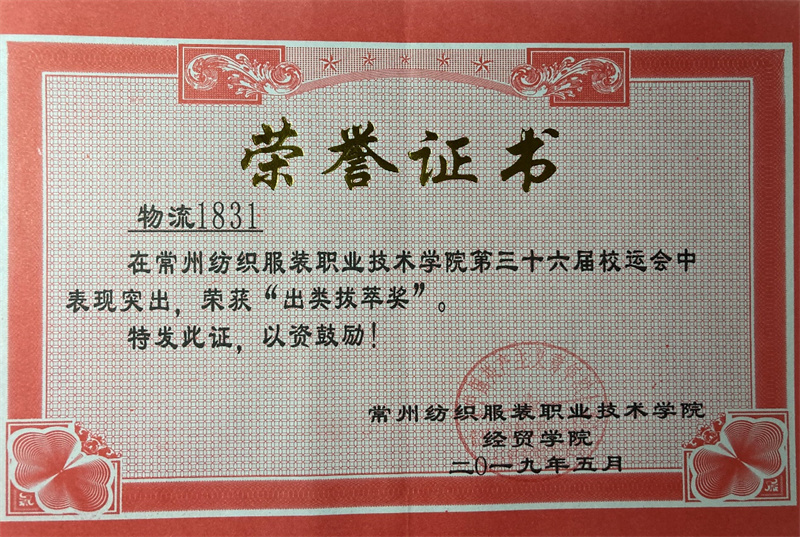 荣誉证书
物流1831
在常州纺织服装职业技术学院第三十六届校运会中
表现突出，荣获“出类拔萃奖”。
特发此证，以资鼓励！
常州纺织服装职业技术学院
经贸学院
二〇一九年五月